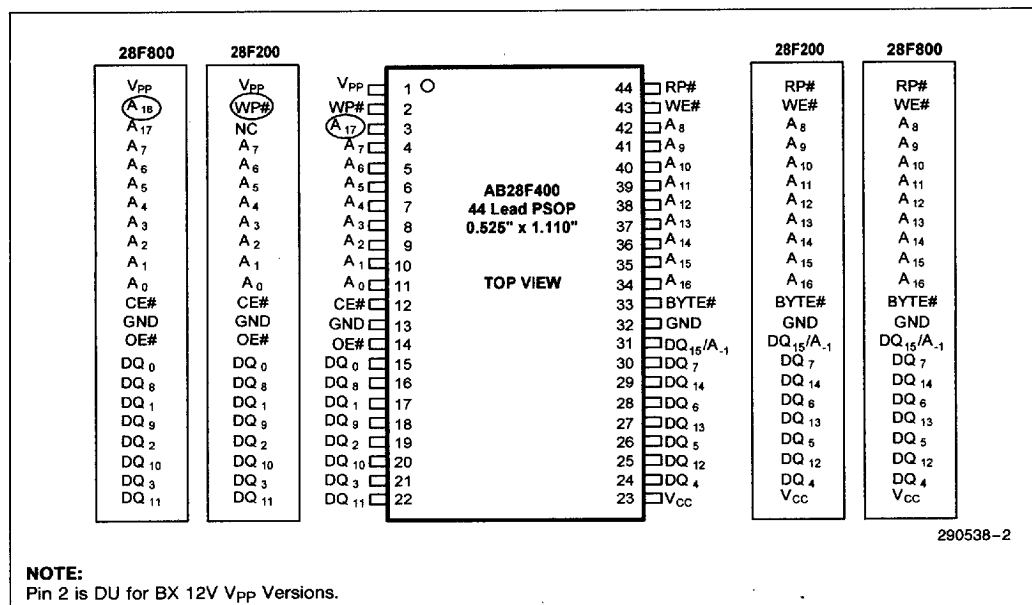 28F800 28F200 28F200 28F800
VPP VPP VPP 1 44 RP# RP# RP#
A18 WP# WP# 2 43 WE# WE# WE#
A17 NC A17 3 42 A8 A8 A8
A7 A7 A7 4 41 A9 A9 A9
A6 A6 A6 5 40 A10 A10 A10
A5 A5 A5 6 39 A11 A11 A11
A4 A4 A4 7 38 A12 A12 A12
A3 A3 A3 8 37 A13 A13 A13
A2 A2 A2 9 36 A14 A14 A14
A1 A1 A1 10 35 A15 A15 A15
A0 A0 A0 11 34 A16 A16 A16
CE# CE# CE# 12 33 BYTE# BYTE# BYTE#
GND GND GND 13 32 GND GND GND
OE# OE# OE# 14 31 DQ15/A-1 DQ15/A-1 DQ15/A-1
DQ0 DQ0 DQ0 15 30 DQ7 DQ7 DQ7
DQ8 DQ8 DQ8 16 29 DQ14 DQ14 DQ14
DQ1 DQ1 DQ1 17 28 DQ6 DQ6 DQ6
DQ9 DQ9 DQ9 18 27 DQ13 DQ13 DQ13
DQ2 DQ2 DQ2 19 26 DQ5 DQ5 DQ5
DQ10 DQ10 DQ10 20 25 DQ12 DQ12 DQ12
DQ3 DQ3 DQ3 21 24 DQ4 DQ4 DQ4
DQ11 DQ11 DQ11 22 23 VCC VCC VCC
AB28F400
44 Lead PSOP
0.525" x 1.110"
TOP VIEW
290538-2
NOTE:
Pin 2 is DU for BX 12V VPP Versions.